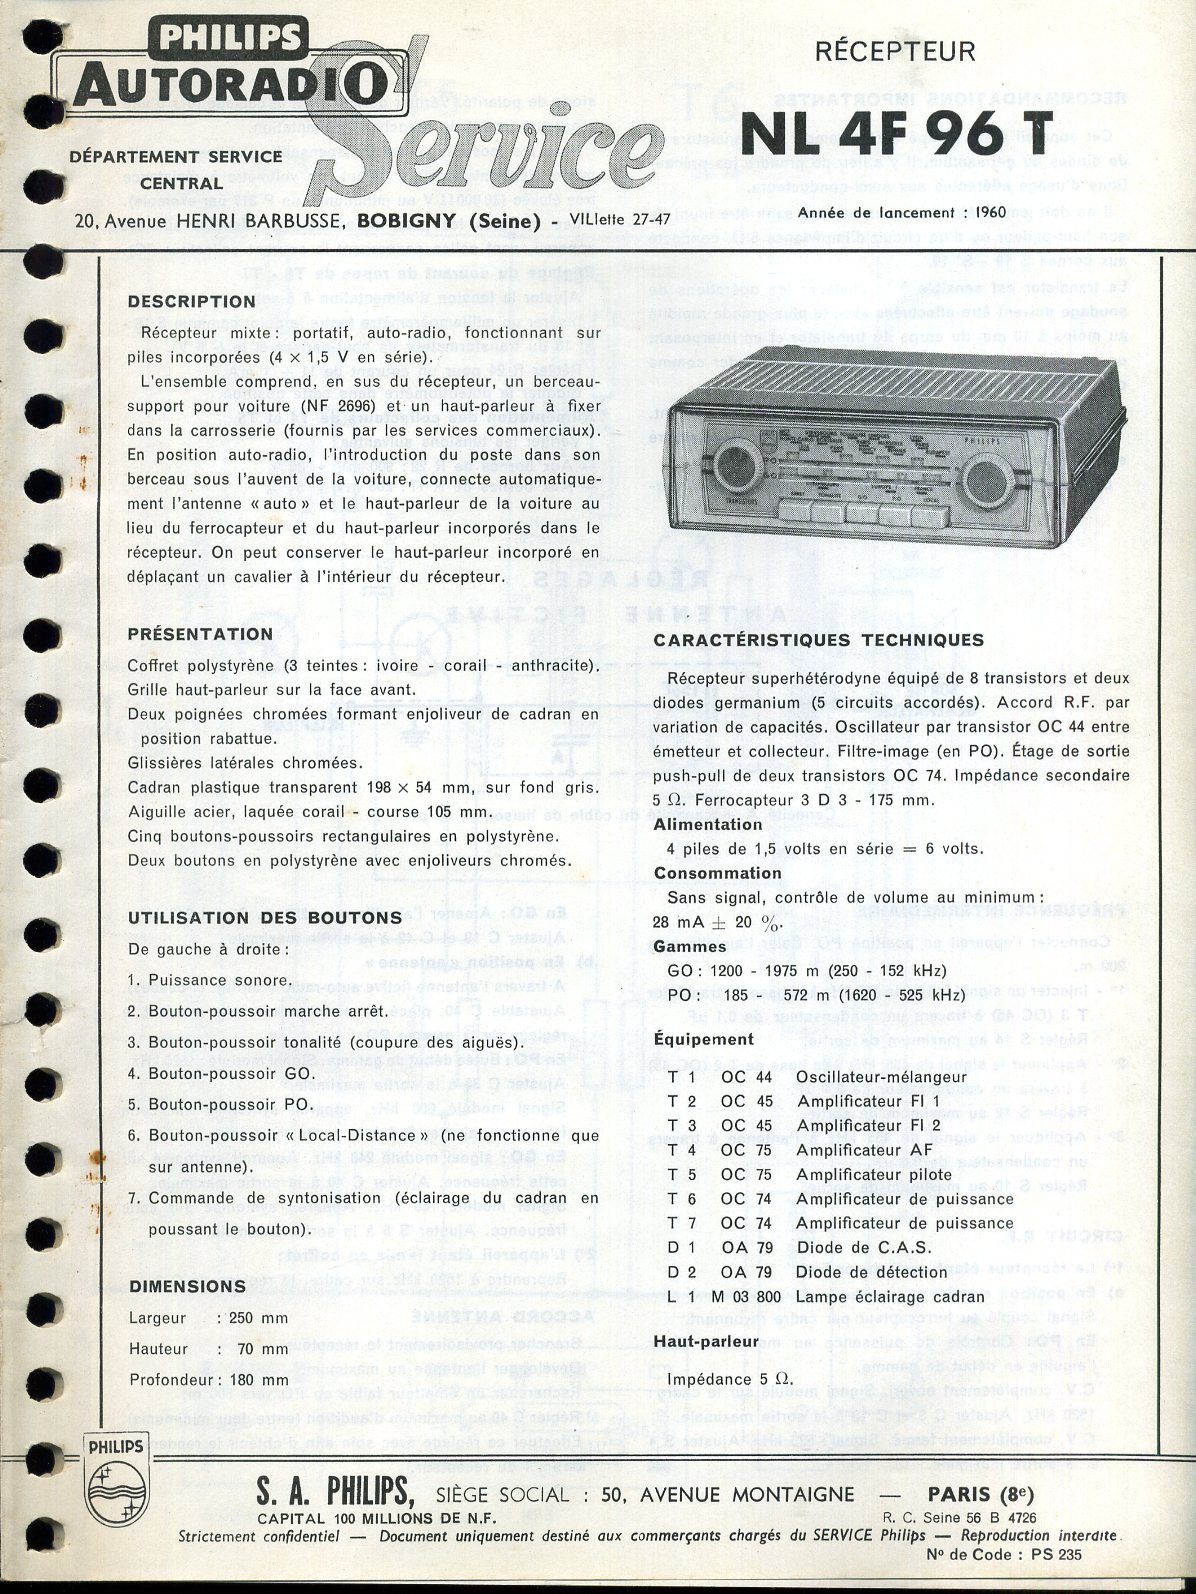 PHILIPS
AUTORADIO
Service
DÉPARTEMENT SERVICE
CENTRAL
20, Avenue HENRI BARBUSSE, BOBIGNY (Seine) - VILlette 27-47
RÉCEPTEUR
NL 4F 96 T
Année de lancement : 1960
DESCRIPTION
Récepteur mixte : portatif, auto-radio, fonctionnant sur
piles incorporées (4 × 1,5 V en série).
L'ensemble comprend, en sus du récepteur, un berceau-
support pour voiture (NF 2696) et un haut-parleur à fixer
dans la carrosserie (fournis par les services commerciaux).
En position auto-radio, l'introduction du poste dans son
berceau sous l'auvent de la voiture, connecte automatique-
ment l'antenne « auto » et le haut-parleur de la voiture au
lieu du ferrocapteur et du haut-parleur incorporés dans le
récepteur. On peut conserver le haut-parleur incorporé en
déplaçant un cavalier à l'intérieur du récepteur.
PRÉSENTATION
Coffret polystyrène (3 teintes : ivoire - corail - anthracite).
Grille haut-parleur sur la face avant.
Deux poignées chromées formant enjoliveur de cadran en
position rabattue.
Glissières latérales chromées.
Cadran plastique transparent 198 × 54 mm, sur fond gris.
Aiguille acier, laquée corail - course 105 mm.
Cinq boutons-poussoirs rectangulaires en polystyrène.
Deux boutons en polystyrène avec enjoliveurs chromés.
UTILISATION DES BOUTONS
De gauche à droite :
1. Puissance sonore.
2. Bouton-poussoir marche arrêt.
3. Bouton-poussoir tonalité (coupure des aiguës).
4. Bouton-poussoir GO.
5. Bouton-poussoir PO.
6. Bouton-poussoir « Local-Distance » (ne fonctionne que
sur antenne).
7. Commande de syntonisation (éclairage du cadran en
poussant le bouton).
DIMENSIONS
Largeur : 250 mm
Hauteur : 70 mm
Profondeur : 180 mm
PHILIPS
CARACTÉRISTIQUES TECHNIQUES
Récepteur superhétérodyne équipé de 8 transistors et deux
diodes germanium (5 circuits accordés). Accord R.F. par
variation de capacités. Oscillateur par transistor OC 44 entre
émetteur et collecteur. Filtre-image (en PO). Étage de sortie
push-pull de deux transistors OC 74. Impédance secondaire
5 Ω. Ferrocapteur 3 D 3 - 175 mm.
Alimentation
4 piles de 1,5 volts en série = 6 volts.
Consommation
Sans signal, contrôle de volume au minimum :
28 mA ± 20 %.
Gammes
GO : 1200 - 1975 m (250 - 152 kHz)
PO : 185 - 572 m (1620 - 525 kHz)
Équipement
T 1 OC 44 Oscillateur-mélangeur
T 2 OC 45 Amplificateur FI 1
T 3 OC 45 Amplificateur FI 2
T 4 OC 75 Amplificateur AF
T 5 OC 75 Amplificateur pilote
T 6 OC 74 Amplificateur de puissance
T 7 OC 74 Amplificateur de puissance
D 1 OA 79 Diode de C.A.S.
D 2 OA 79 Diode de détection
L 1 M 03 800 Lampe éclairage cadran
Haut-parleur
Impédance 5 Ω.
PHILIPS
S. A. PHILIPS, SIÈGE SOCIAL : 50, AVENUE MONTAIGNE — PARIS (8e)
CAPITAL 100 MILLIONS DE N.F. R. C. Seine 56 B 4726
Strictement confidentiel — Document uniquement destiné aux commerçants chargés du SERVICE Philips — Reproduction interdite.
No de Code : PS 235